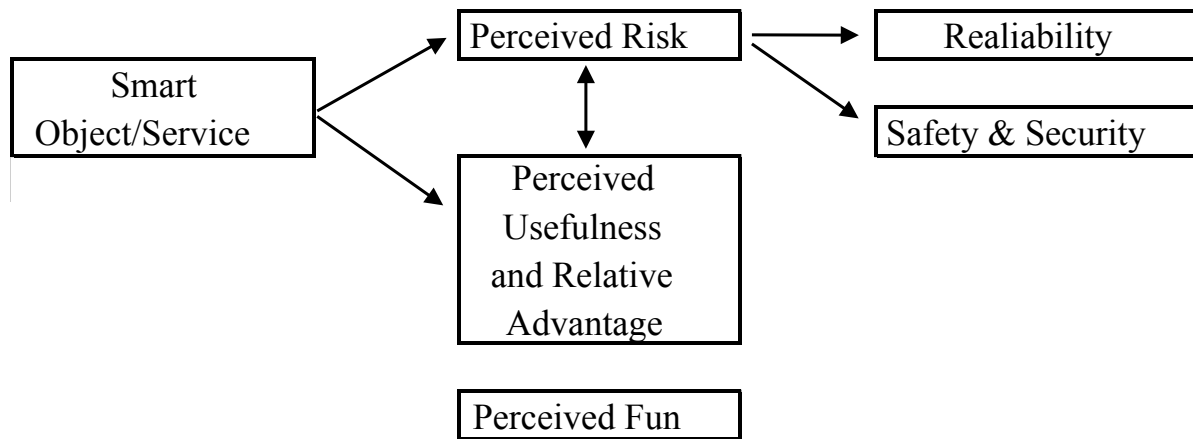 Smart
Object/Service
Perceived Risk
Perceived
Usefulness
and Relative
Advantage
Perceived Fun
Realiability
Safety & Security